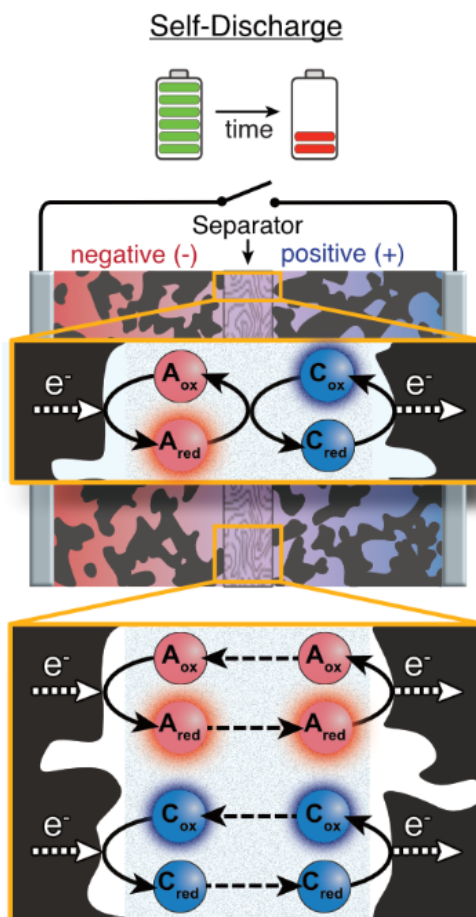 Self-Discharge
time
Separator
negative (-) positive (+)
e- Aox Cox e-
Ared Cred
e- Aox Aox e-
Ared Ared
Cox Cox
e- e-
Cred Cred